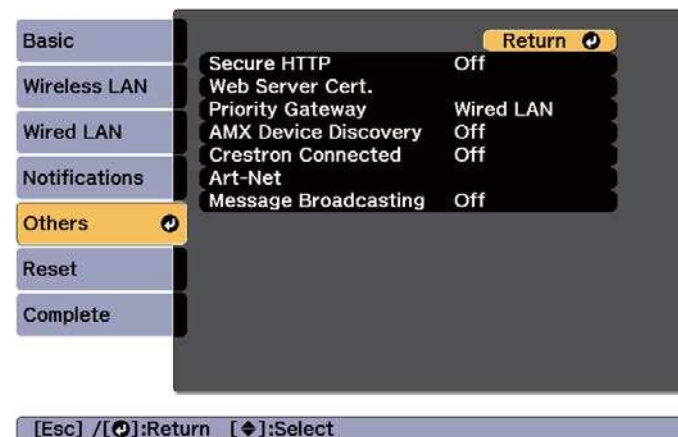 Basic
Wireless LAN
Wired LAN
Notifications
Others
Reset
Complete
Return
Secure HTTP Off
Web Server Cert.
Priority Gateway Wired LAN
AMX Device Discovery Off
Crestron Connected Off
Art-Net
Message Broadcasting Off
[Esc] /[ ]:Return [ ]:Select